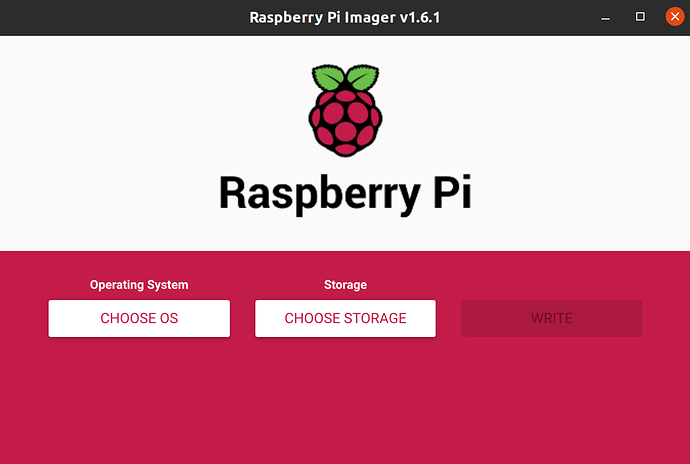 Raspberry Pi Imager v1.6.1
Raspberry Pi
Operating System
Storage
CHOOSE OS
CHOOSE STORAGE
WRITE